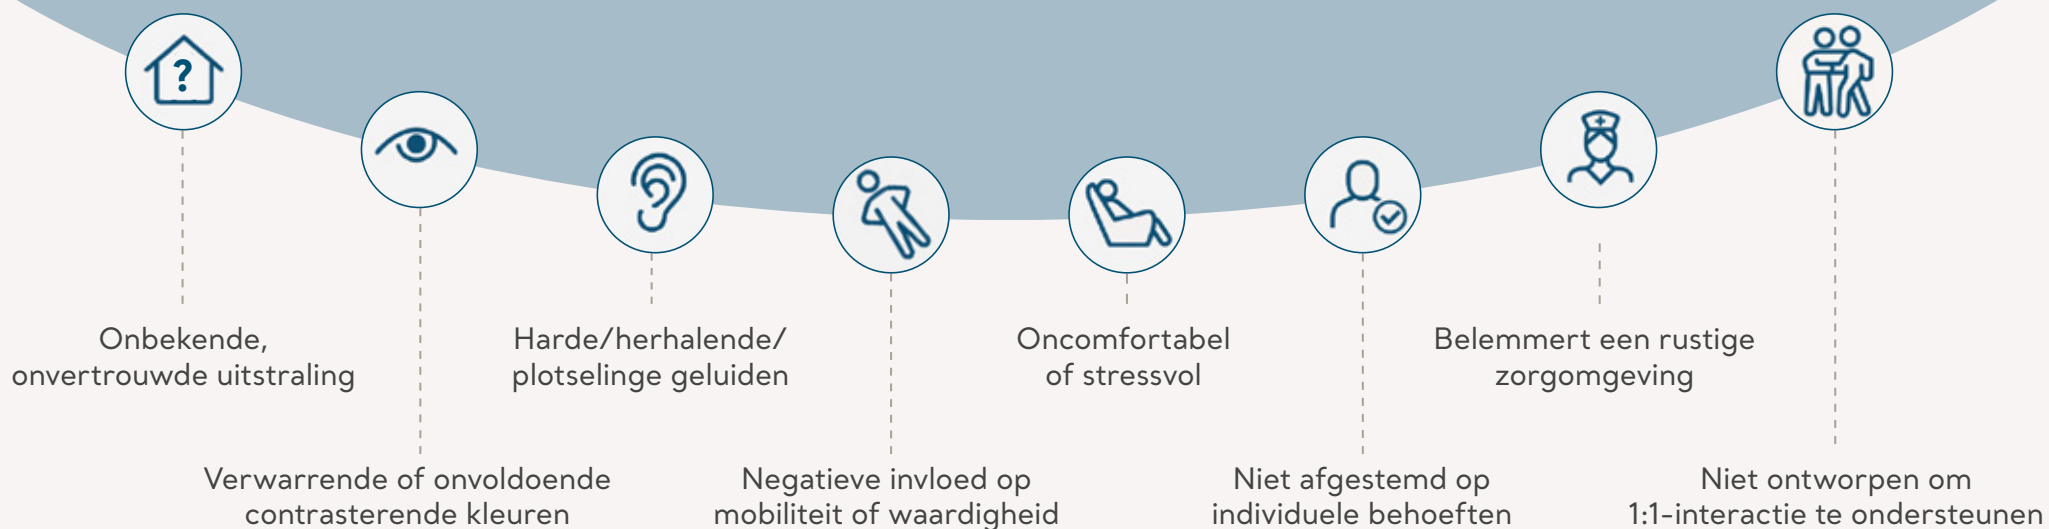 ?
Onbekende,
onvertrouwde uitstraling
Verwarrende of onvoldoende
contrasterende kleuren
Harde/herhalende/
plotselinge geluiden
Negatieve invloed op
mobiliteit of waardigheid
Oncomfortabel
of stressvol
Niet afgestemd op
individuele behoeften
Belemmert een rustige
zorgomgeving
Niet ontworpen om
1:1-interactie te ondersteunen